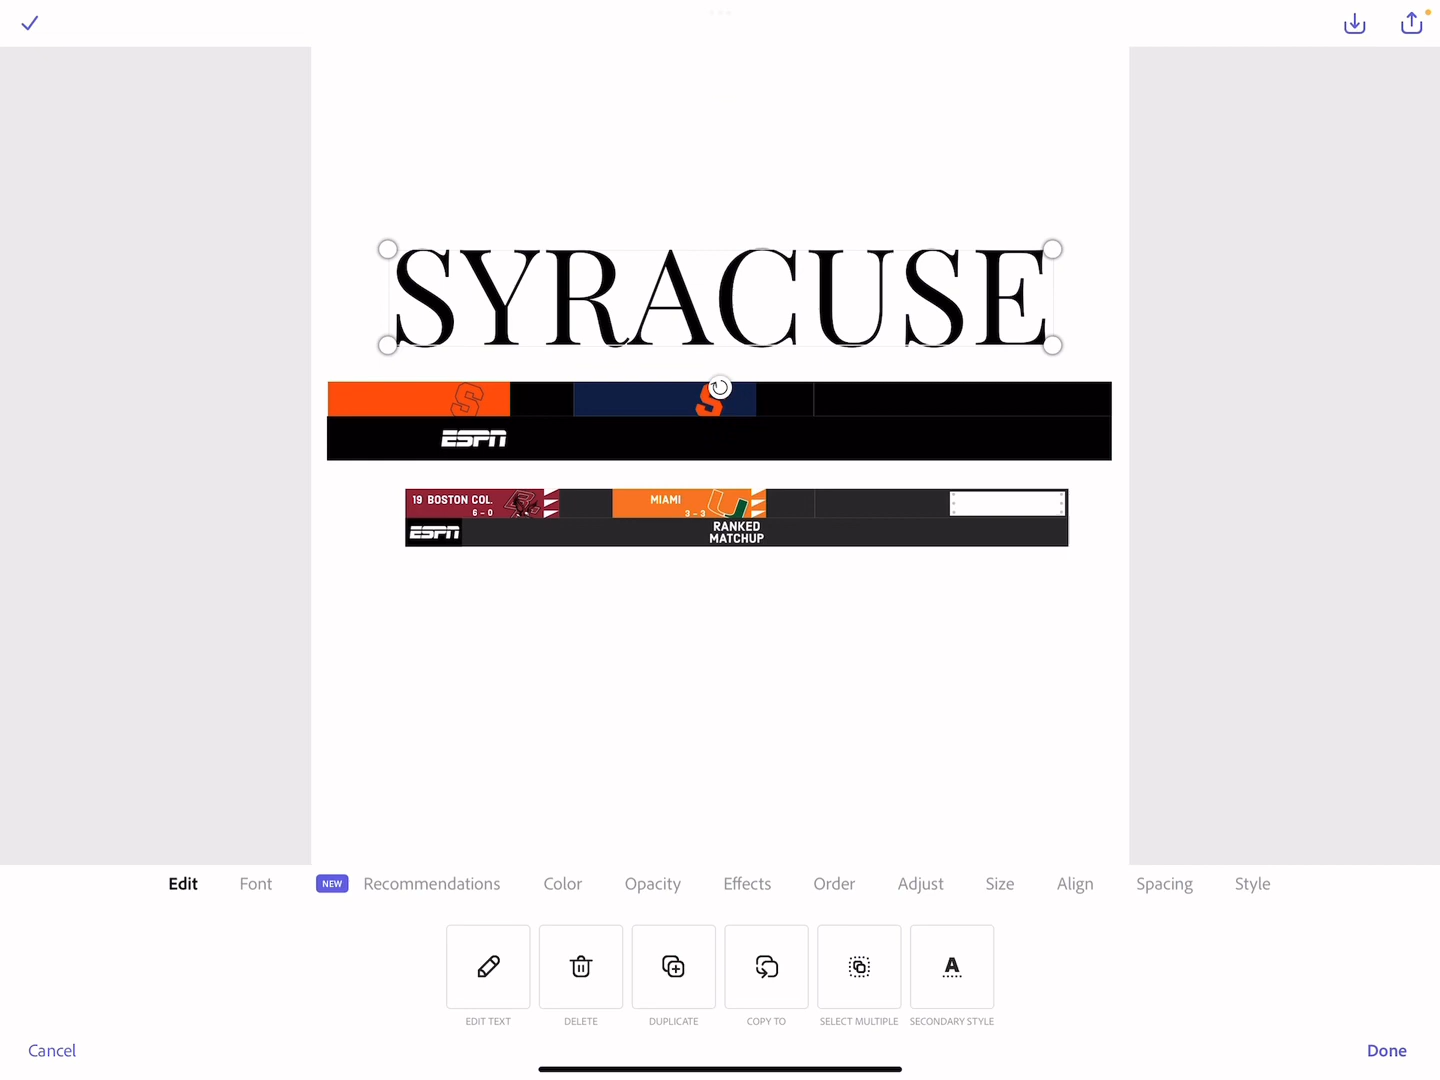 SYRACUSE
ESPN
19 BOSTON COL.
6 – 0
MIAMI
3 – 3
ESPN
RANKED
MATCHUP
Edit Font NEW Recommendations Color Opacity Effects Order Adjust Size Align Spacing Style
A
EDIT TEXT DELETE DUPLICATE COPY TO SELECT MULTIPLE SECONDARY STYLE
Cancel Done